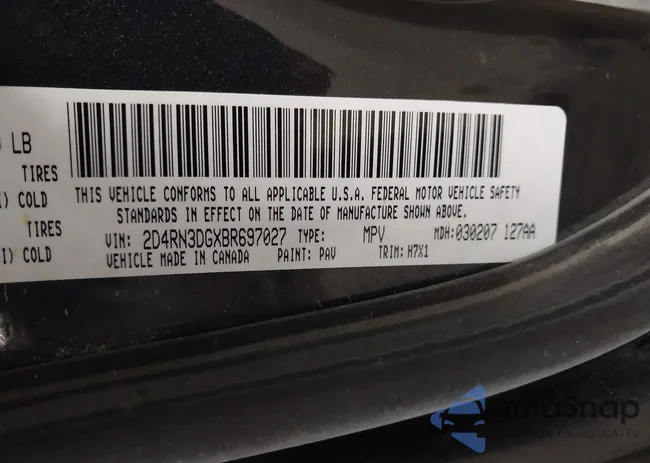 LB
TIRES
COLD
TIRES
COLD
THIS VEHICLE CONFORMS TO ALL APPLICABLE U.S.A. FEDERAL MOTOR VEHICLE SAFETY
STANDARDS IN EFFECT ON THE DATE OF MANUFACTURE SHOWN ABOVE.
VIN: 2D4RN3DGXBR697027 TYPE: MPV MDH: 030207 127AA
VEHICLE MADE IN CANADA PAINT: PAV TRIM: H7X1
AutoSnap